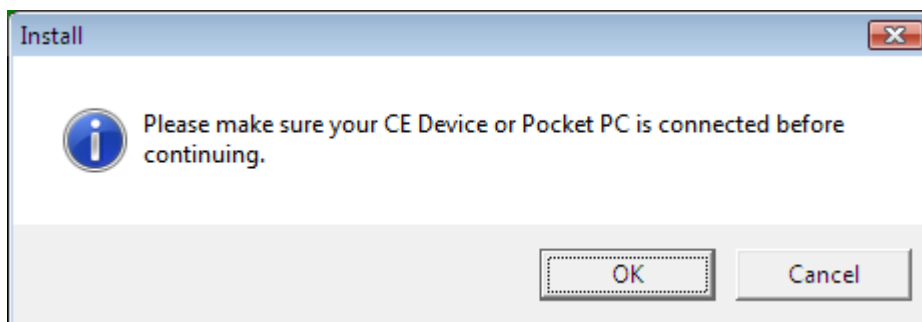 Install
Please make sure your CE Device or Pocket PC is connected before
continuing.
OK
Cancel